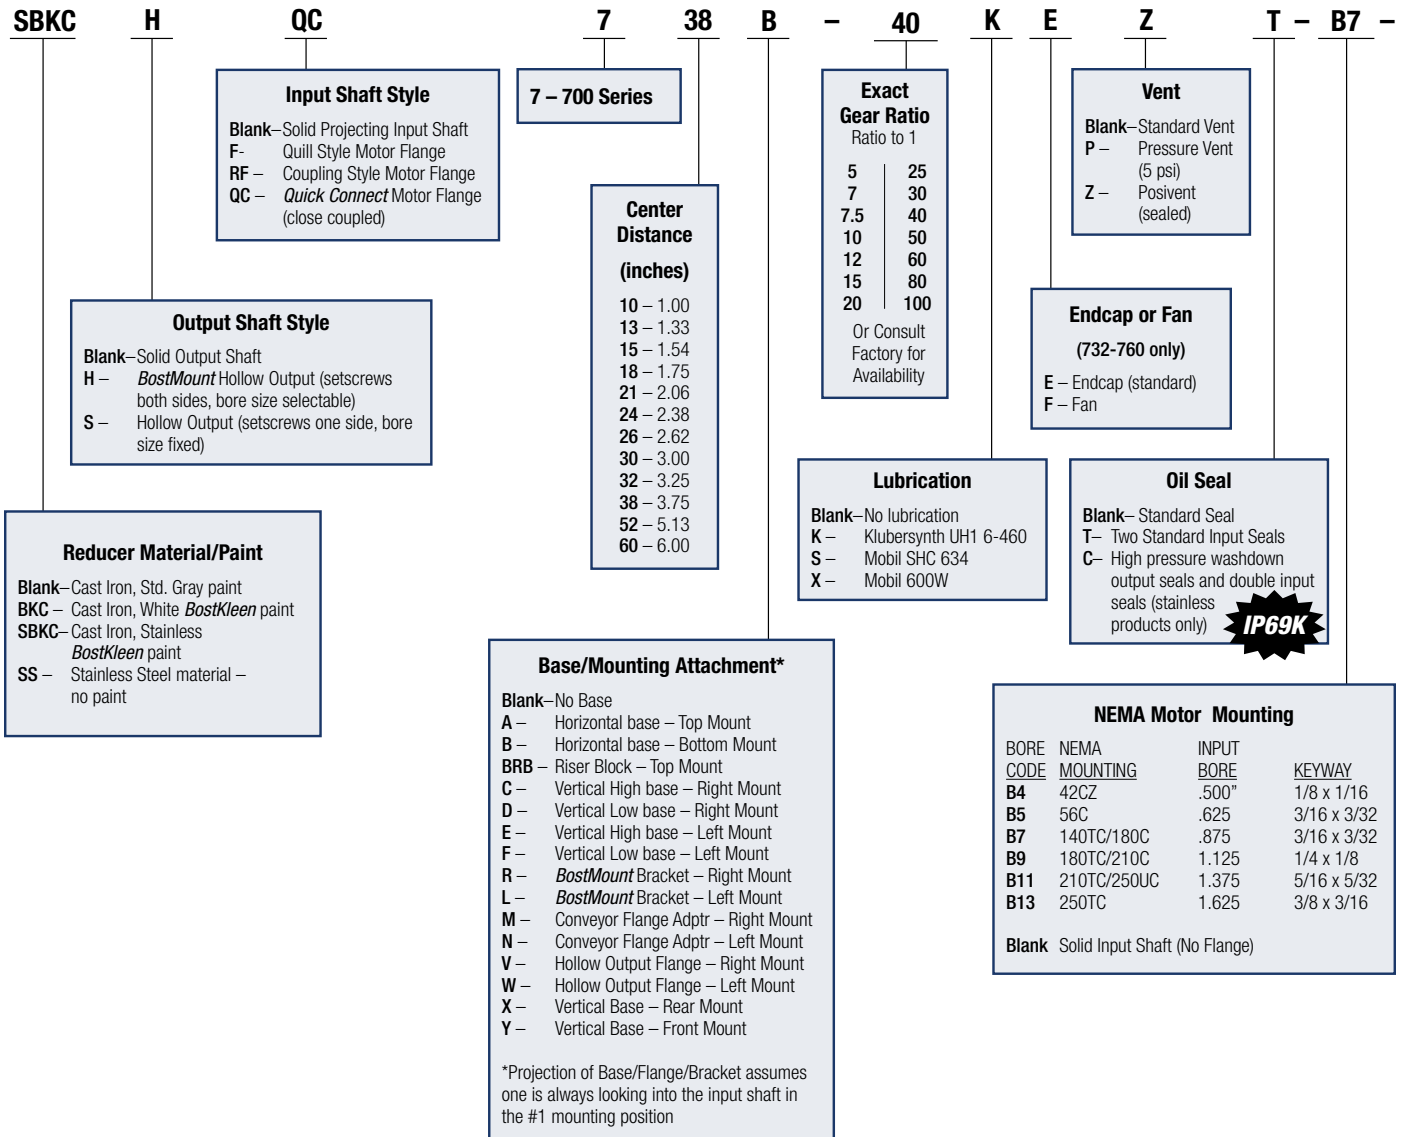 SBKC H QC 7 38 B – 40 K E Z T – B7 –
Input Shaft Style
Blank–Solid Projecting Input Shaft
F- Quill Style Motor Flange
RF – Coupling Style Motor Flange
QC – Quick Connect Motor Flange
(close coupled)
7 – 700 Series
Exact
Gear Ratio
Ratio to 1
5 25
7 30
7.5 40
10 50
12 60
15 80
20 100
Or Consult
Factory for
Availability
Vent
Blank–Standard Vent
P – Pressure Vent
(5 psi)
Z – Posivent
(sealed)
Center
Distance
(inches)
10 – 1.00
13 – 1.33
15 – 1.54
18 – 1.75
21 – 2.06
24 – 2.38
26 – 2.62
30 – 3.00
32 – 3.25
38 – 3.75
52 – 5.13
60 – 6.00
Output Shaft Style
Blank–Solid Output Shaft
H – BostMount Hollow Output (setscrews
both sides, bore size selectable)
S – Hollow Output (setscrews one side, bore
size fixed)
Endcap or Fan
(732-760 only)
E – Endcap (standard)
F – Fan
Lubrication
Blank–No lubrication
K – Klubersynth UH1 6-460
S – Mobil SHC 634
X – Mobil 600W
Oil Seal
Blank– Standard Seal
T– Two Standard Input Seals
C– High pressure washdown
output seals and double input
seals (stainless
products only)
IP69K
Reducer Material/Paint
Blank–Cast Iron, Std. Gray paint
BKC – Cast Iron, White BostKleen paint
SBKC–Cast Iron, Stainless
BostKleen paint
SS – Stainless Steel material –
no paint
Base/Mounting Attachment*
Blank–No Base
A – Horizontal base – Top Mount
B – Horizontal base – Bottom Mount
BRB – Riser Block – Top Mount
C – Vertical High base – Right Mount
D – Vertical Low base – Right Mount
E – Vertical High base – Left Mount
F – Vertical Low base – Left Mount
R – BostMount Bracket – Right Mount
L – BostMount Bracket – Left Mount
M – Conveyor Flange Adptr – Right Mount
N – Conveyor Flange Adptr – Left Mount
V – Hollow Output Flange – Right Mount
W – Hollow Output Flange – Left Mount
X – Vertical Base – Rear Mount
Y – Vertical Base – Front Mount
*Projection of Base/Flange/Bracket assumes
one is always looking into the input shaft in
the #1 mounting position
NEMA Motor Mounting
BORE NEMA INPUT
CODE MOUNTING BORE KEYWAY
B4 42CZ .500” 1/8 x 1/16
B5 56C .625 3/16 x 3/32
B7 140TC/180C .875 3/16 x 3/32
B9 180TC/210C 1.125 1/4 x 1/8
B11 210TC/250UC 1.375 5/16 x 5/32
B13 250TC 1.625 3/8 x 3/16
Blank Solid Input Shaft (No Flange)